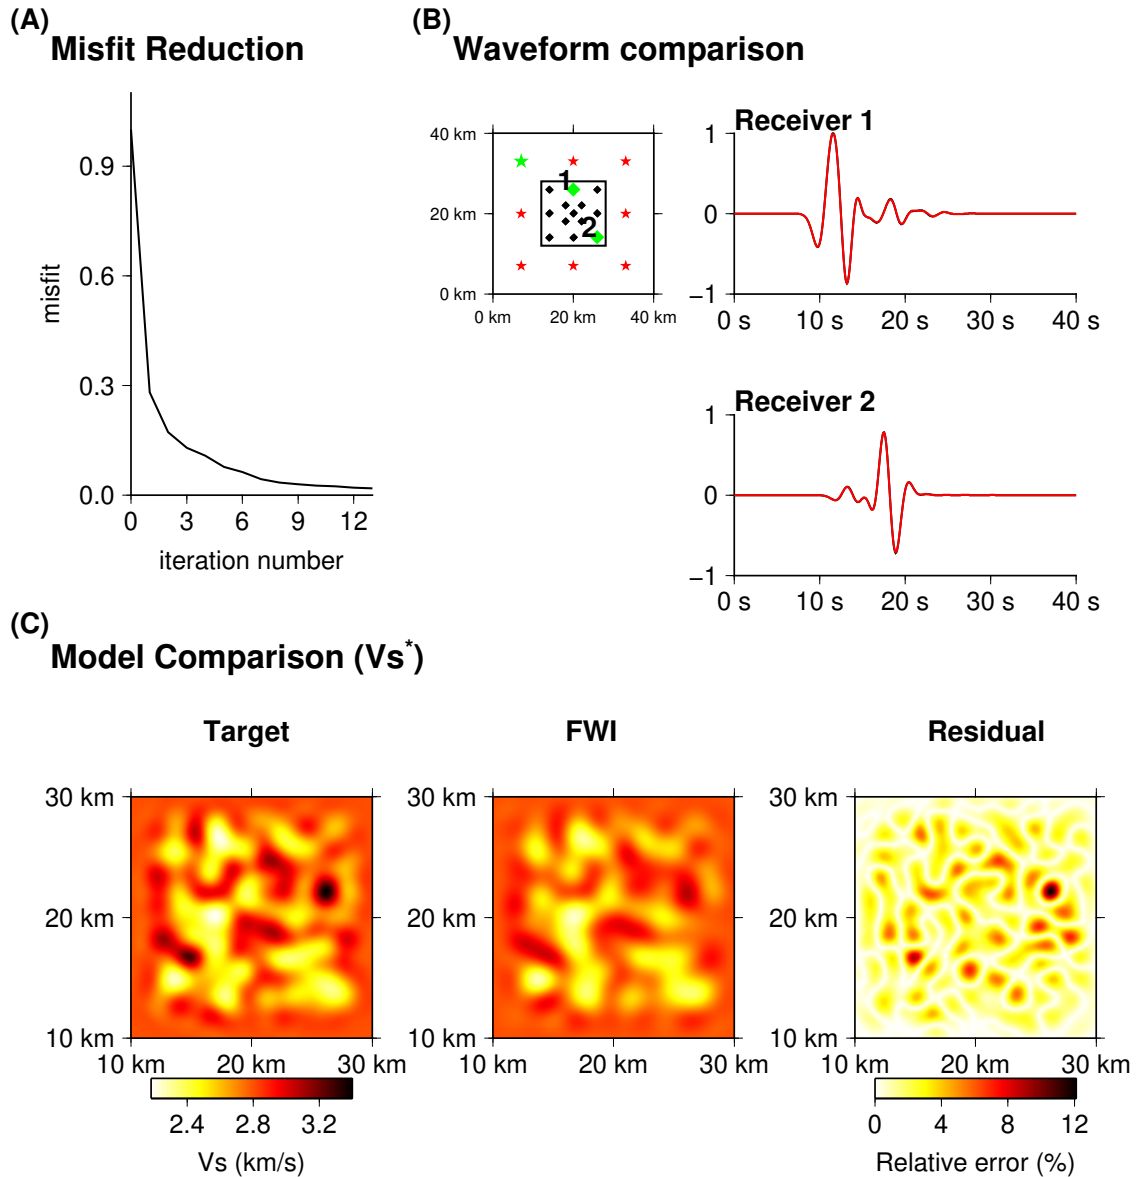 (A)
Misfit Reduction
0.9
0.6
0.3
0.0
misfit
0 3 6 9 12
iteration number
(B)
Waveform comparison
40 km
20 km
0 km
0 km 20 km 40 km
1
2
Receiver 1
1
0
−1
0 s 10 s 20 s 30 s 40 s
Receiver 2
1
0
−1
0 s 10 s 20 s 30 s 40 s
(C)
Model Comparison (Vs*)
Target
30 km
20 km
10 km
10 km 20 km 30 km
2.4 2.8 3.2
Vs (km/s)
FWI
30 km
20 km
10 km
10 km 20 km 30 km
Residual
30 km
20 km
10 km
10 km 20 km 30 km
0 4 8 12
Relative error (%)